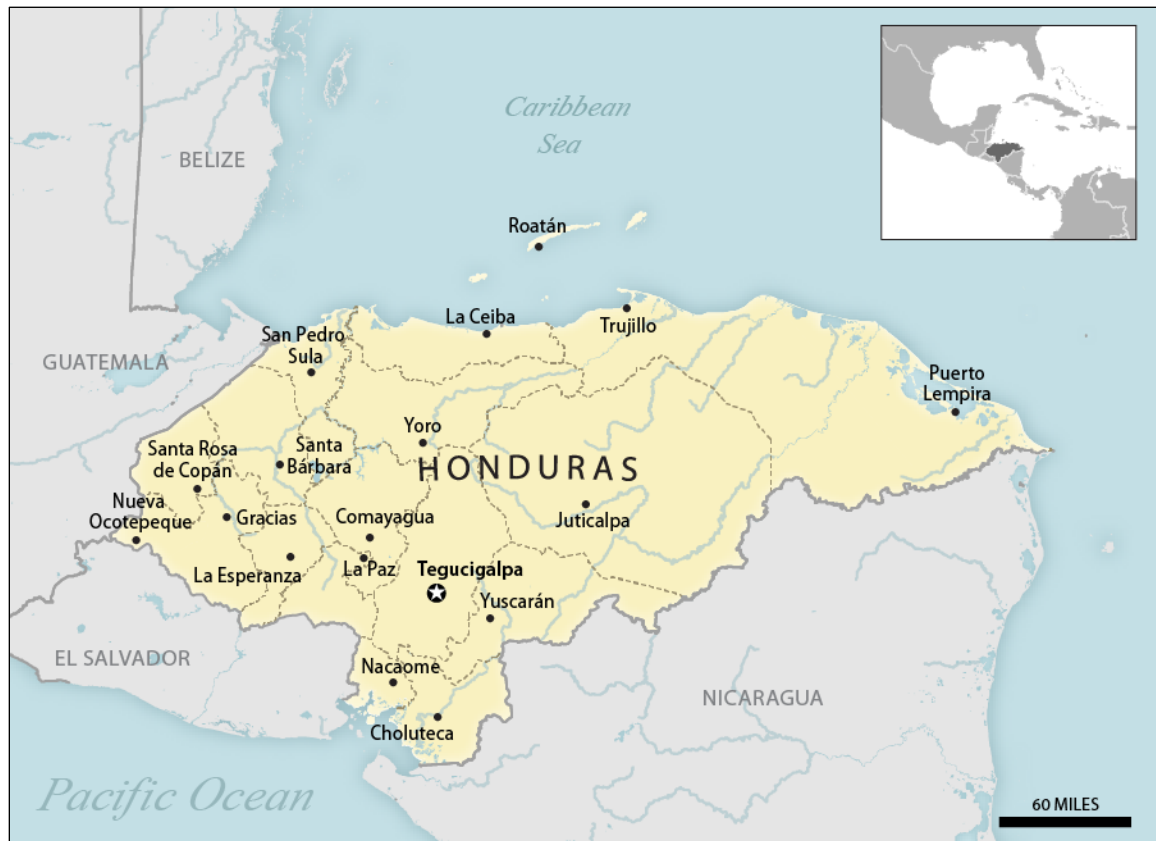 Caribbean
Sea
BELIZE
Roatán
La Ceiba
Trujillo
San Pedro
Sula
GUATEMALA
Puerto
Lempira
Yoro
Santa
Bárbara
Santa Rosa
de Copán
HONDURAS
Nueva
Ocotepeque
Gracias
Comayagua
Juticalpa
La Esperanza
La Paz
Tegucigalpa
Yuscarán
EL SALVADOR
Nacaome
NICARAGUA
Choluteca
Pacific Ocean
60 MILES